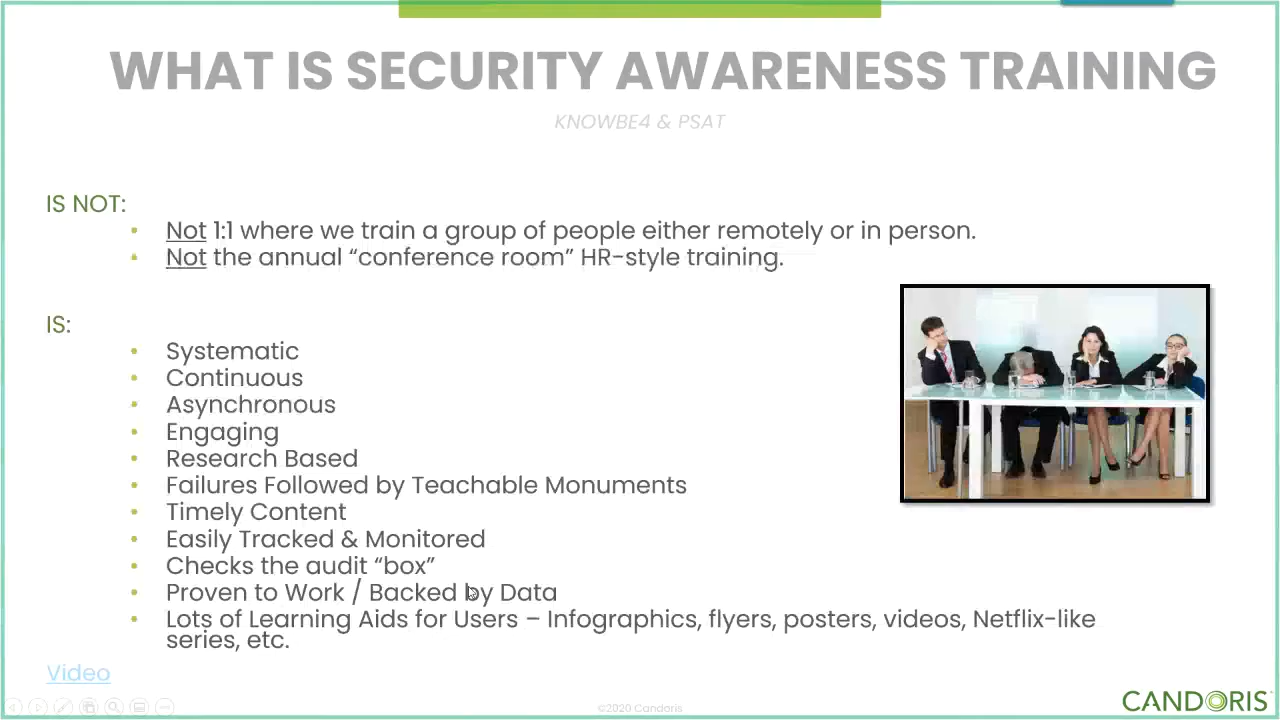 WHAT IS SECURITY AWARENESS TRAINING
KNOWBE4 & PSAT
IS NOT:
• Not 1:1 where we train a group of people either remotely or in person.
• Not the annual “conference room” HR-style training.
IS:
• Systematic
• Continuous
• Asynchronous
• Engaging
• Research Based
• Failures Followed by Teachable Monuments
• Timely Content
• Easily Tracked & Monitored
• Checks the audit “box”
• Proven to Work / Backed by Data
• Lots of Learning Aids for Users – Infographics, flyers, posters, videos, Netflix-like
series, etc.
Video
©2020 Candoris
CANDORIS